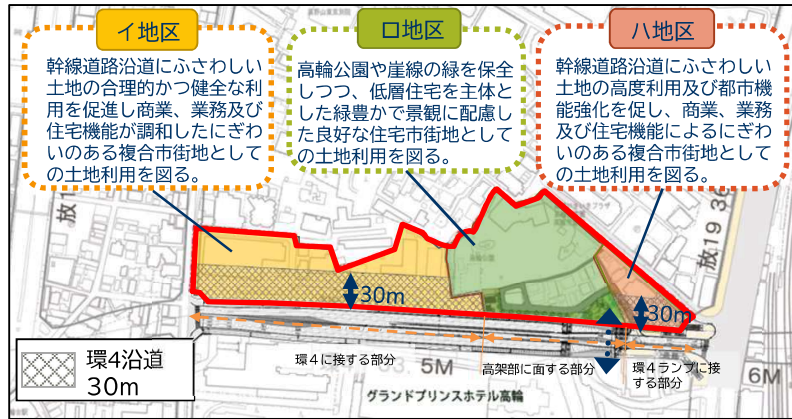 イ地区
幹線道路沿道にふさわしい
土地の合理的かつ健全な利
用を促進し商業、業務及び
住宅機能が調和したにぎわ
いのある複合市街地として
の土地利用を図る。
ロ地区
高輪公園や崖線の緑を保全
しつつ、低層住宅を主体と
した緑豊かで景観に配慮し
た良好な住宅市街地として
の土地利用を図る。
ハ地区
幹線道路沿道にふさわしい
土地の高度利用及び都市機
能強化を促し、商業、業務
及び住宅機能によるにぎわ
いのある複合市街地として
の土地利用を図る。
放19
30m
30m
環4沿道
30m
環4に接する部分
高架部に面する部分
環4ランプに接
する部分
5M
6M
グランドプリンスホテル高輪